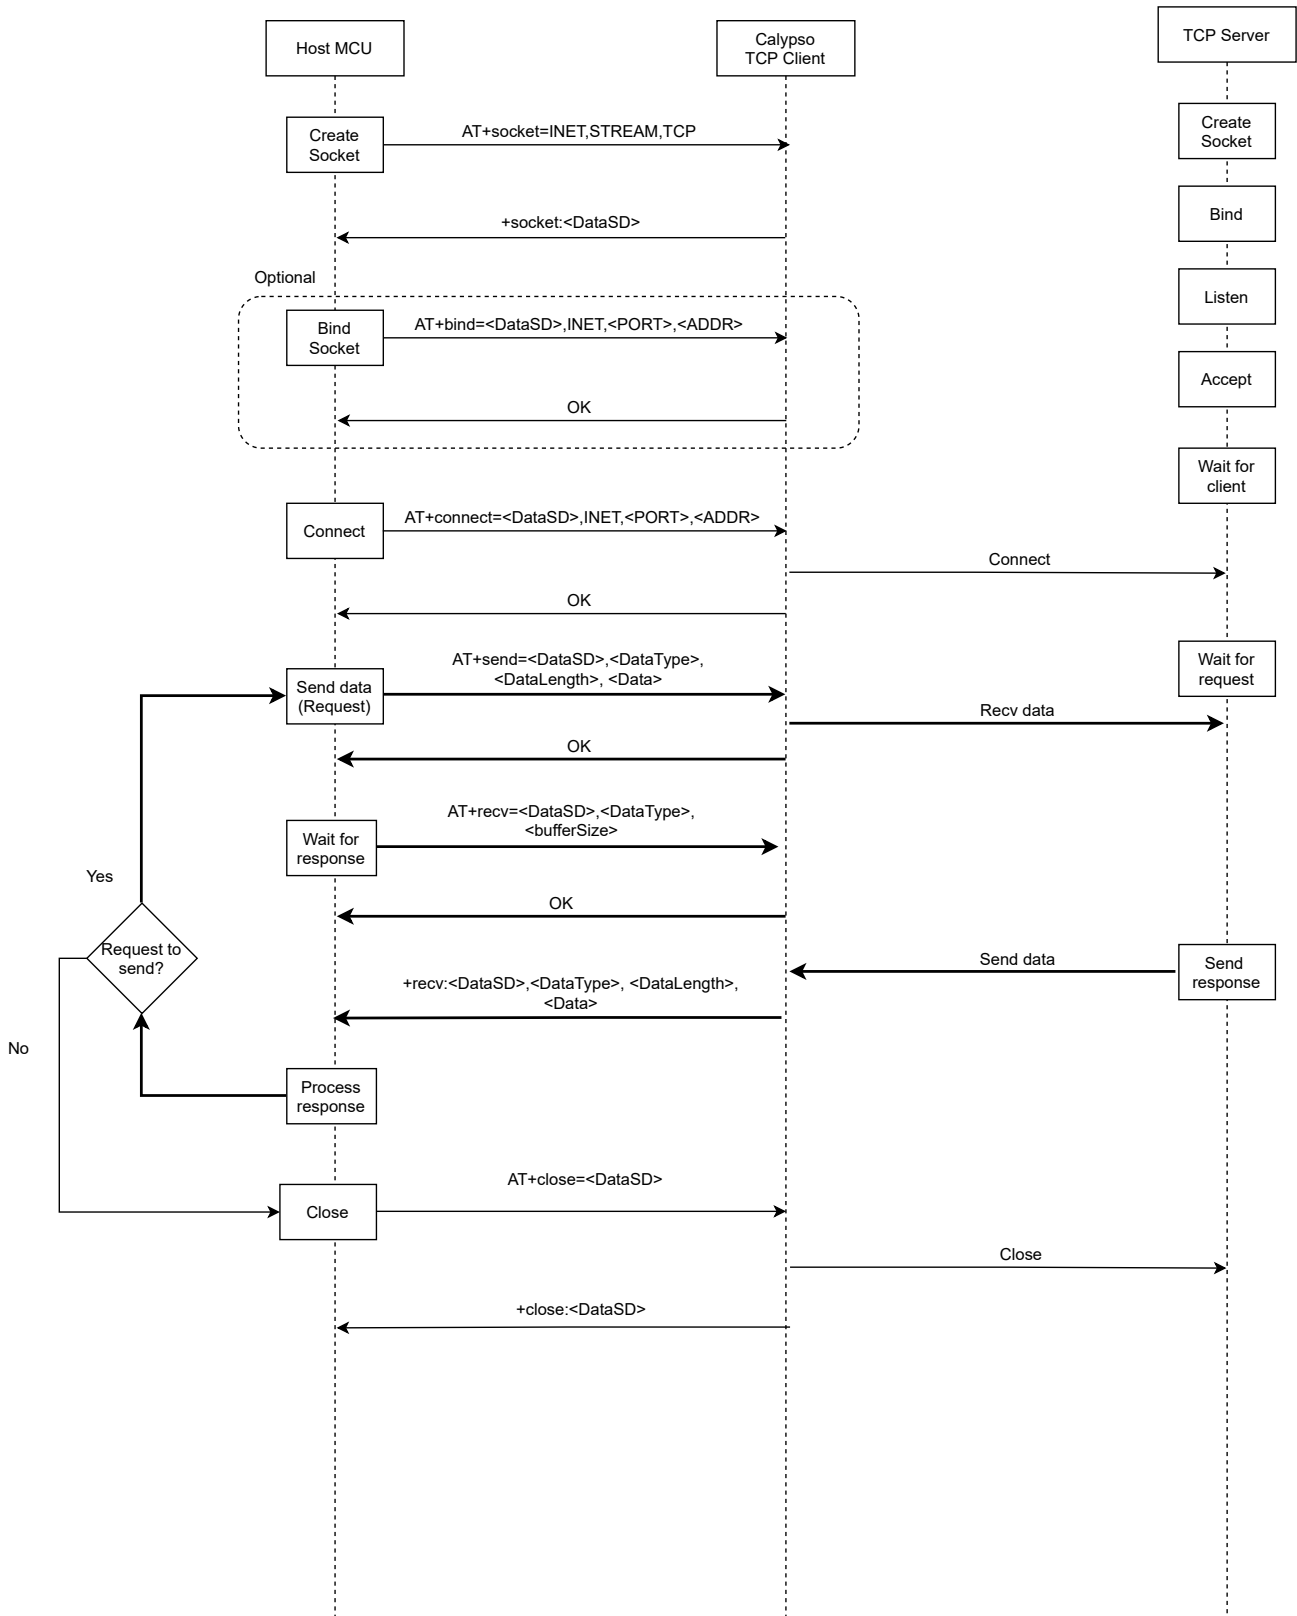 Host MCU
Calypso
TCP Client
TCP Server
Create
Socket
AT+socket=INET,STREAM,TCP
Create
Socket
+socket:<DataSD>
Bind
Optional
Listen
Bind
Socket
AT+bind=<DataSD>,INET,<PORT>,<ADDR>
Accept
OK
Wait for
client
Connect
AT+connect=<DataSD>,INET,<PORT>,<ADDR>
Connect
OK
AT+send=<DataSD>,<DataType>,
<DataLength>, <Data>
Wait for
request
Send data
(Request)
Recv data
OK
AT+recv=<DataSD>,<DataType>,
<bufferSize>
Wait for
response
Yes
OK
Request to
send?
Send data
Send
response
+recv:<DataSD>,<DataType>, <DataLength>,
<Data>
No
Process
response
AT+close=<DataSD>
Close
Close
+close:<DataSD>